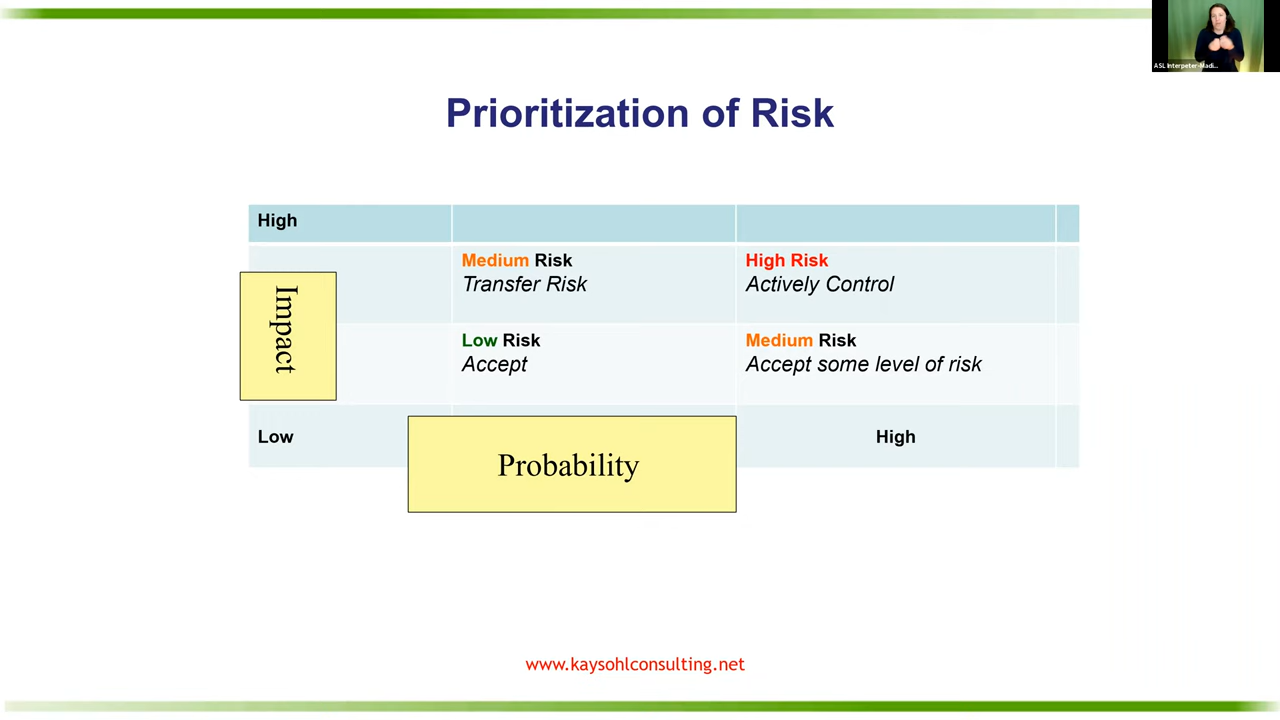 ASL Interpeter-Madi...
Prioritization of Risk
High
Medium Risk
Transfer Risk
High Risk
Actively Control
Impact
Low Risk
Accept
Medium Risk
Accept some level of risk
Low
Probability
High
www.kaysohlconsulting.net